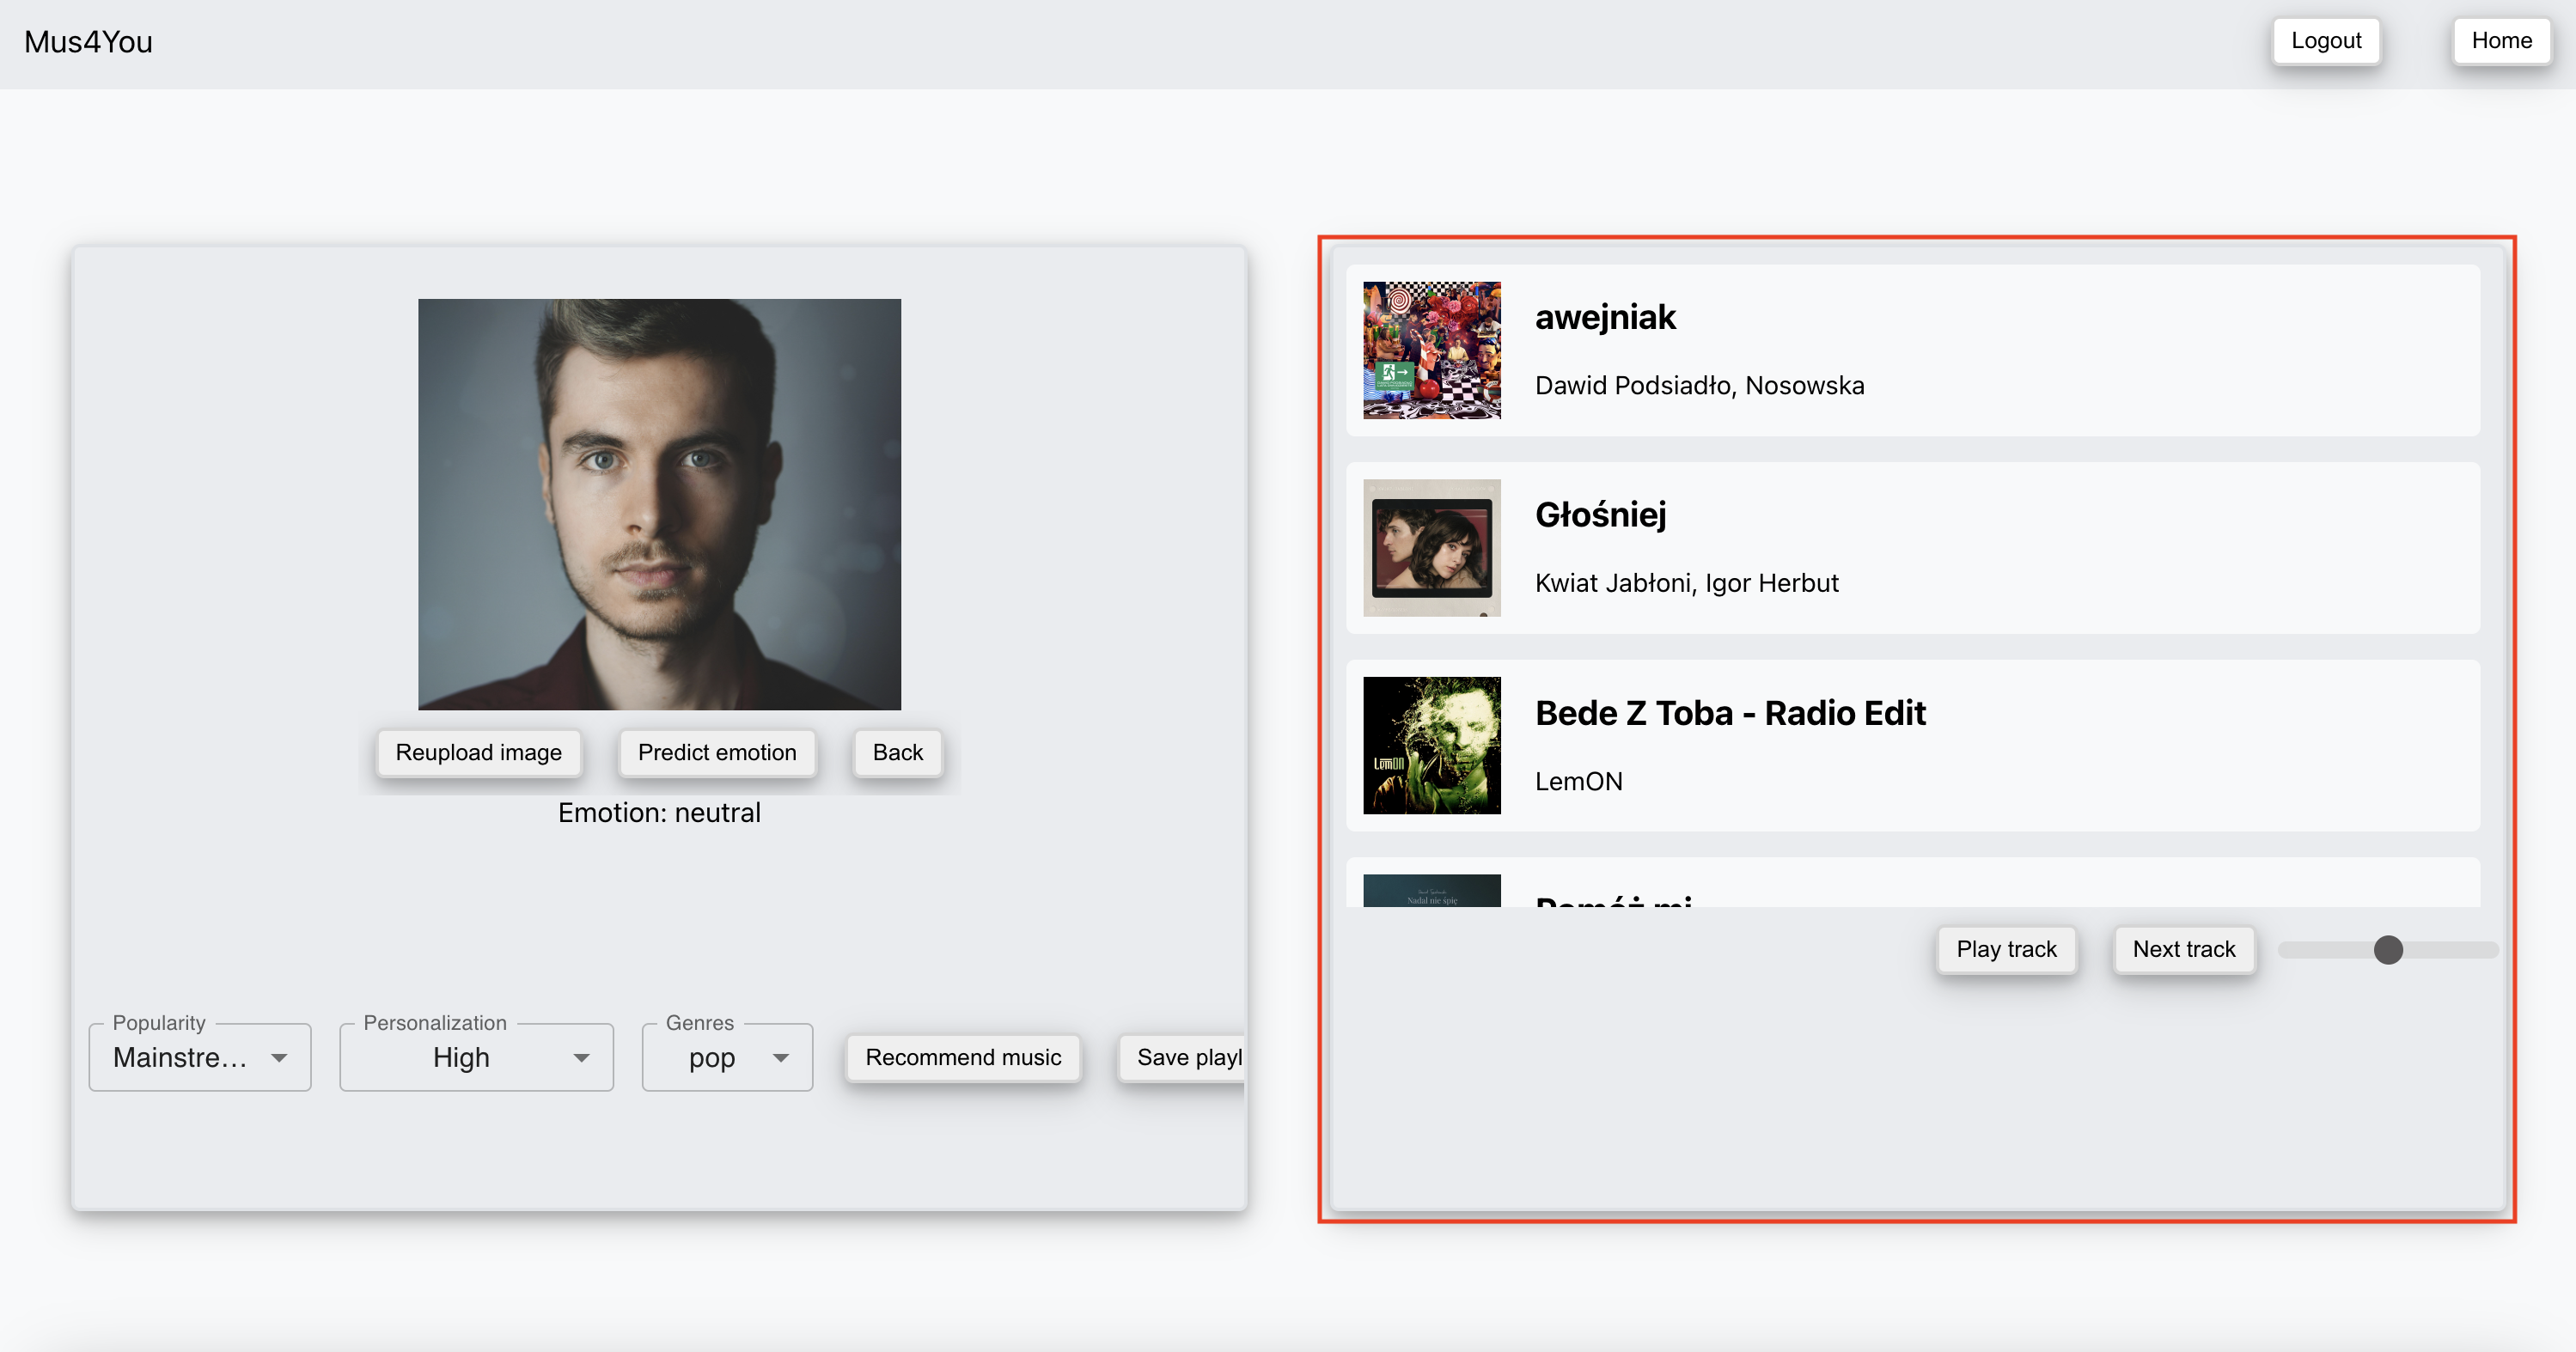 Mus4You
Logout
Home
Reupload image
Predict emotion
Back
Emotion: neutral
Popularity
Mainstre...
Personalization
High
Genres
pop
Recommend music
Save playl
awejniak
Dawid Podsiadło, Nosowska
Głośniej
Kwiat Jabłoni, Igor Herbut
Bede Z Toba - Radio Edit
LemON
LemON
Nadal nie śpię
Pomóż mi
Play track
Next track